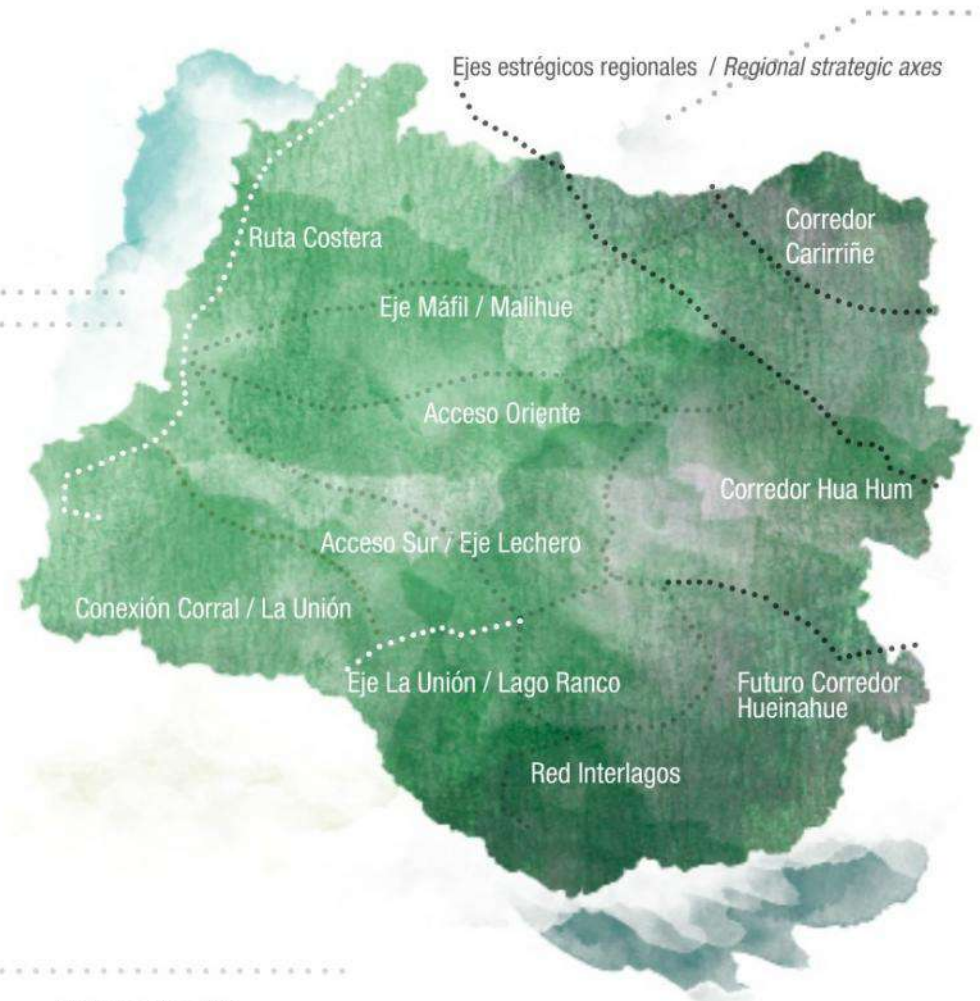 Ejes estrégicos regionales / Regional strategic axes
Corredor
Carirriñe
Ruta Costera
Eje Máfil / Malihue
Acceso Oriente
Corredor Hua Hum
Acceso Sur / Eje Lechero
Conexión Corral / La Unión
Eje La Unión / Lago Ranco
Futuro Corredor
Hueinahue
Red Interlagos